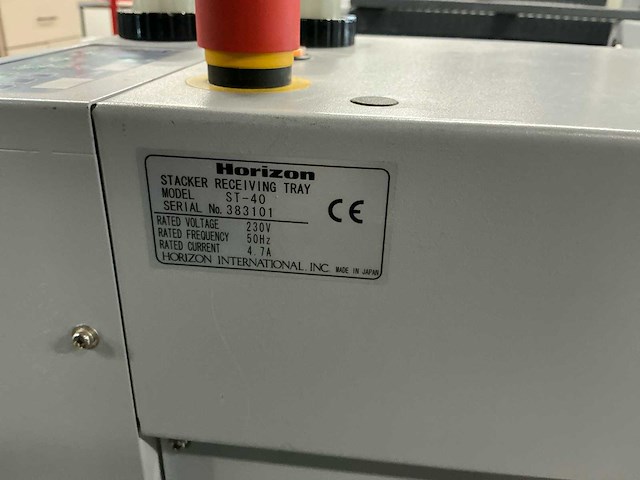 Horizon
STACKER RECEIVING TRAY
MODEL ST-40
SERIAL No. 383101
CE
RATED VOLTAGE 230V
RATED FREQUENCY 50Hz
RATED CURRENT 4.7A
HORIZON INTERNATIONAL INC. MADE IN JAPAN